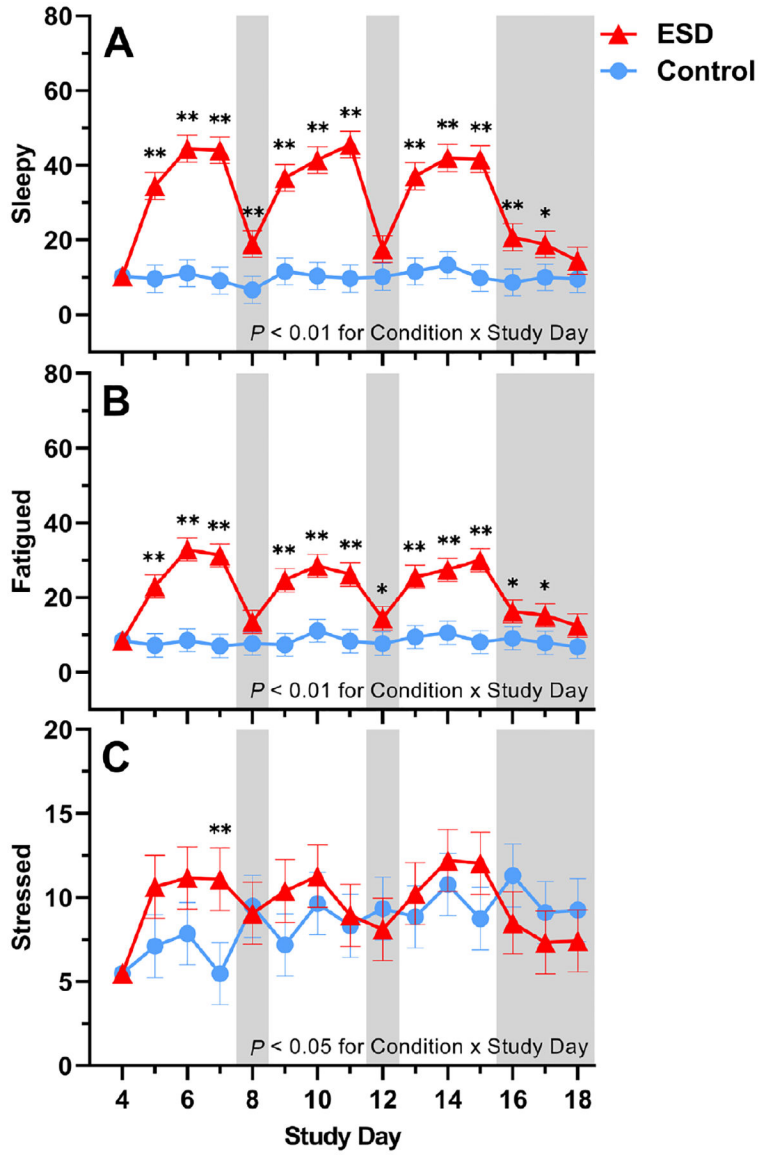 A
ESD
Control
80
60
40
20
0
Sleepy
** ** ** ** ** ** ** ** ** ** ** *
P < 0.01 for Condition x Study Day
B
80
60
40
20
0
Fatigued
** ** ** ** ** ** * ** ** ** * *
P < 0.01 for Condition x Study Day
C
20
15
10
5
0
Stressed
**
P < 0.05 for Condition x Study Day
4 6 8 10 12 14 16 18
Study Day